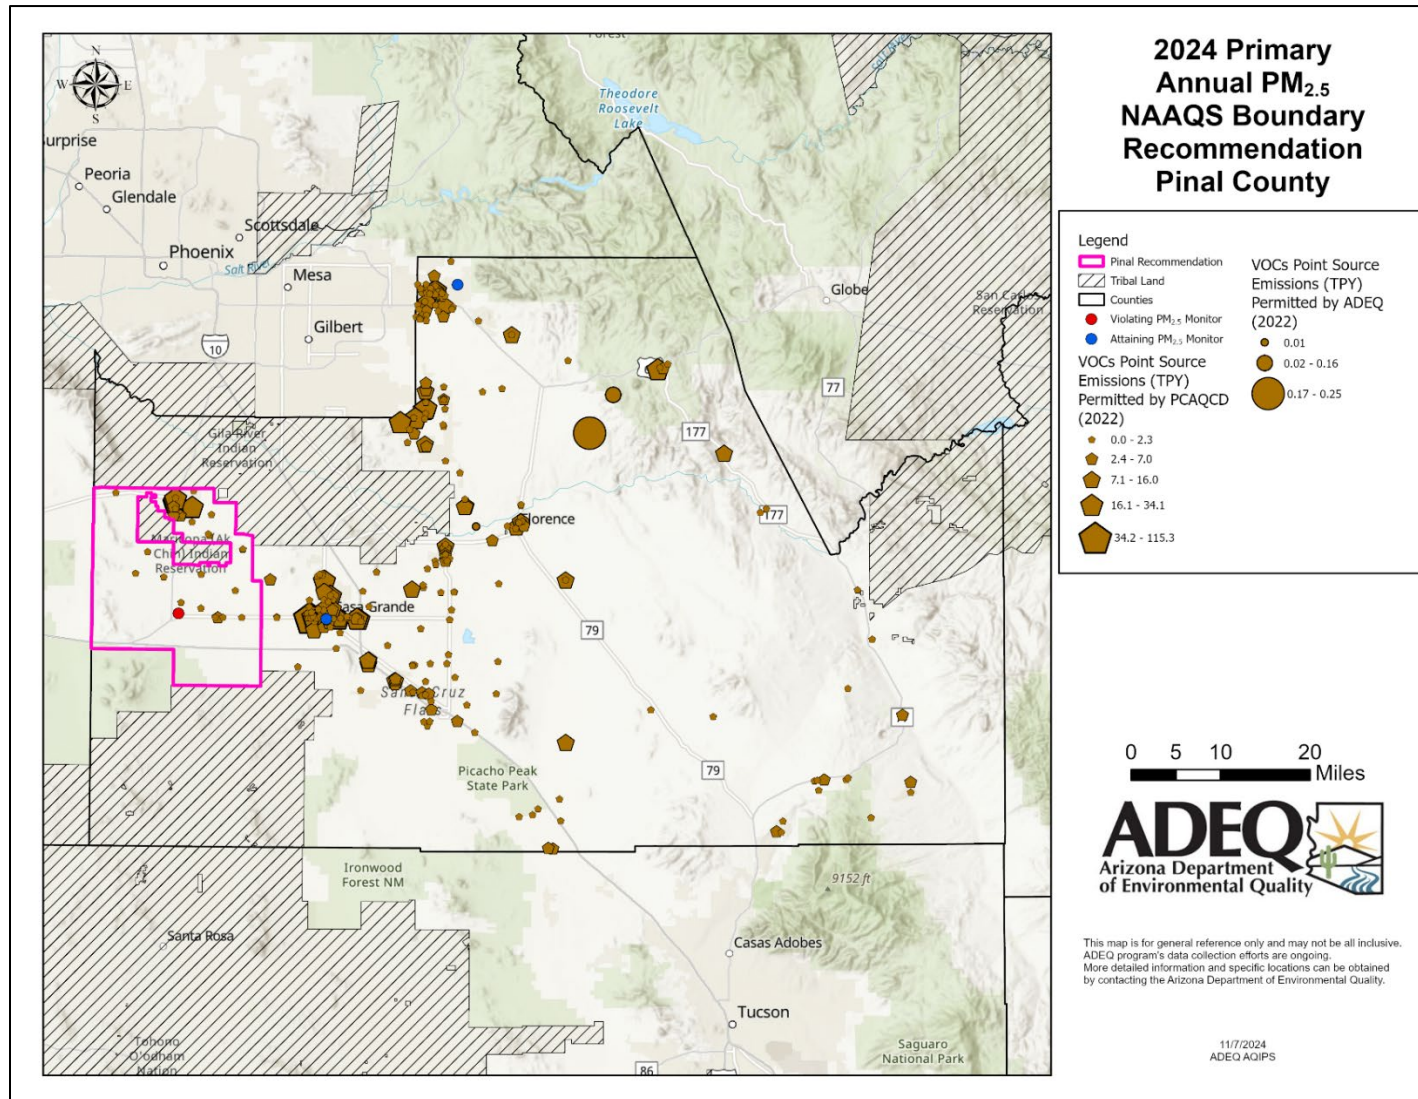 2024 Primary
Annual PM2.5
NAAQS Boundary
Recommendation
Pinal County
Legend
Pinal Recommendation
Tribal Land
Counties
Violating PM2.5 Monitor
Attaining PM2.5 Monitor
VOCs Point Source
Emissions (TPY)
Permitted by PCAQCD
(2022)
0.0 - 2.3
2.4 - 7.0
7.1 - 16.0
16.1 - 34.1
34.2 - 115.3
VOCs Point Source
Emissions (TPY)
Permitted by ADEQ
(2022)
0.01
0.02 - 0.16
0.17 - 0.25
N
W E
S
Forest
Salt River
Theodore
Roosevelt
Lake
urprise
Peoria
Glendale
Scottsdale
Phoenix
Salt River
Mesa
Gilbert
10
Globe
San Carlos
Reservation
77
177
177
Gila River
Indian
Reservation
Florence
Maricopa (Ak
Chin) Indian
Reservation
Casa Grande
79
Santa Cruz
Flats
79
Picacho Peak
State Park
Ironwood
Forest NM
9152 ft
Santa Rosa
Casas Adobes
Tucson
Tohono
O'odham
Nation
86
Saguaro
National Park
0 5 10 20
Miles
ADEQ
Arizona Department
of Environmental Quality
This map is for general reference only and may not be all inclusive.
ADEQ program's data collection efforts are ongoing.
More detailed information and specific locations can be obtained
by contacting the Arizona Department of Environmental Quality.
11/7/2024
ADEQ AQIPS